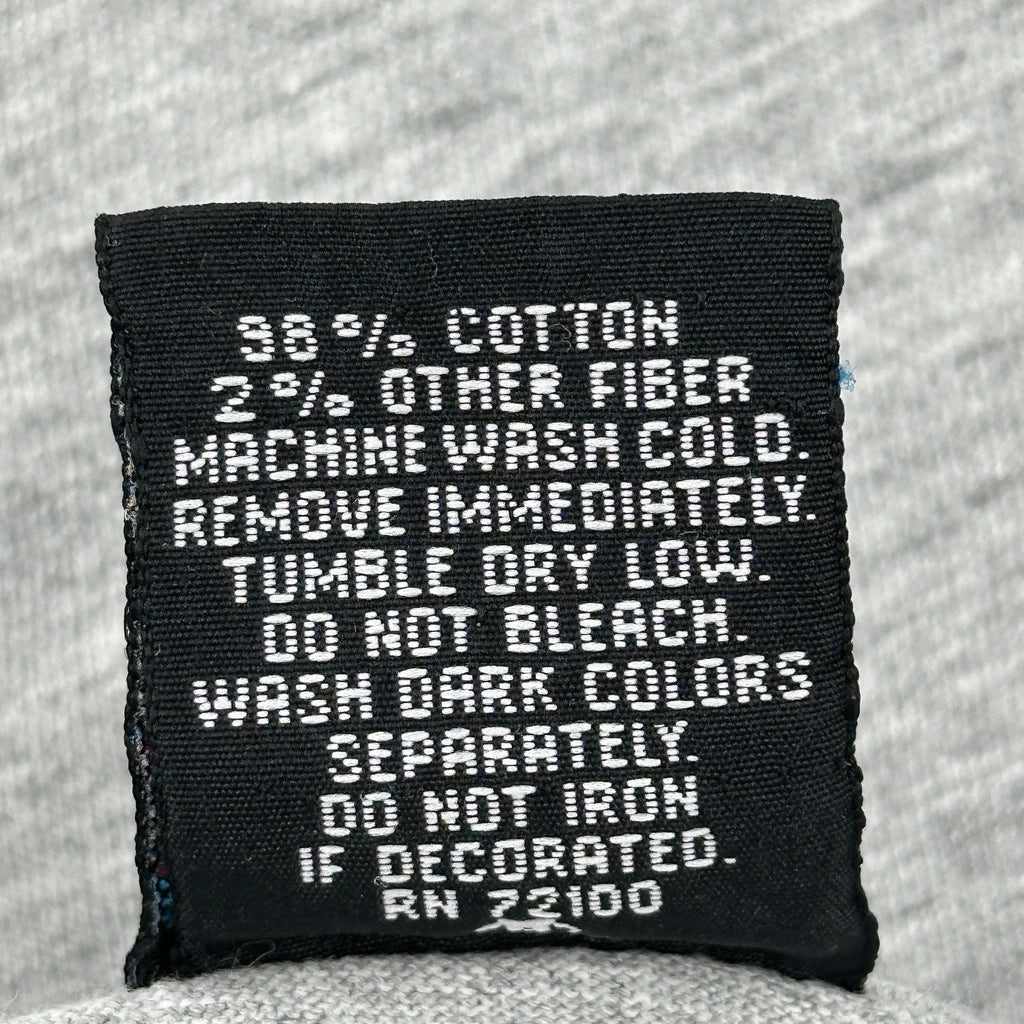 98% COTTON
2% OTHER FIBER
MACHINE WASH COLD.
REMOVE IMMEDIATELY.
TUMBLE DRY LOW.
DO NOT BLEACH.
WASH DARK COLORS
SEPARATELY.
DO NOT IRON
IF DECORATED.
RN 72100